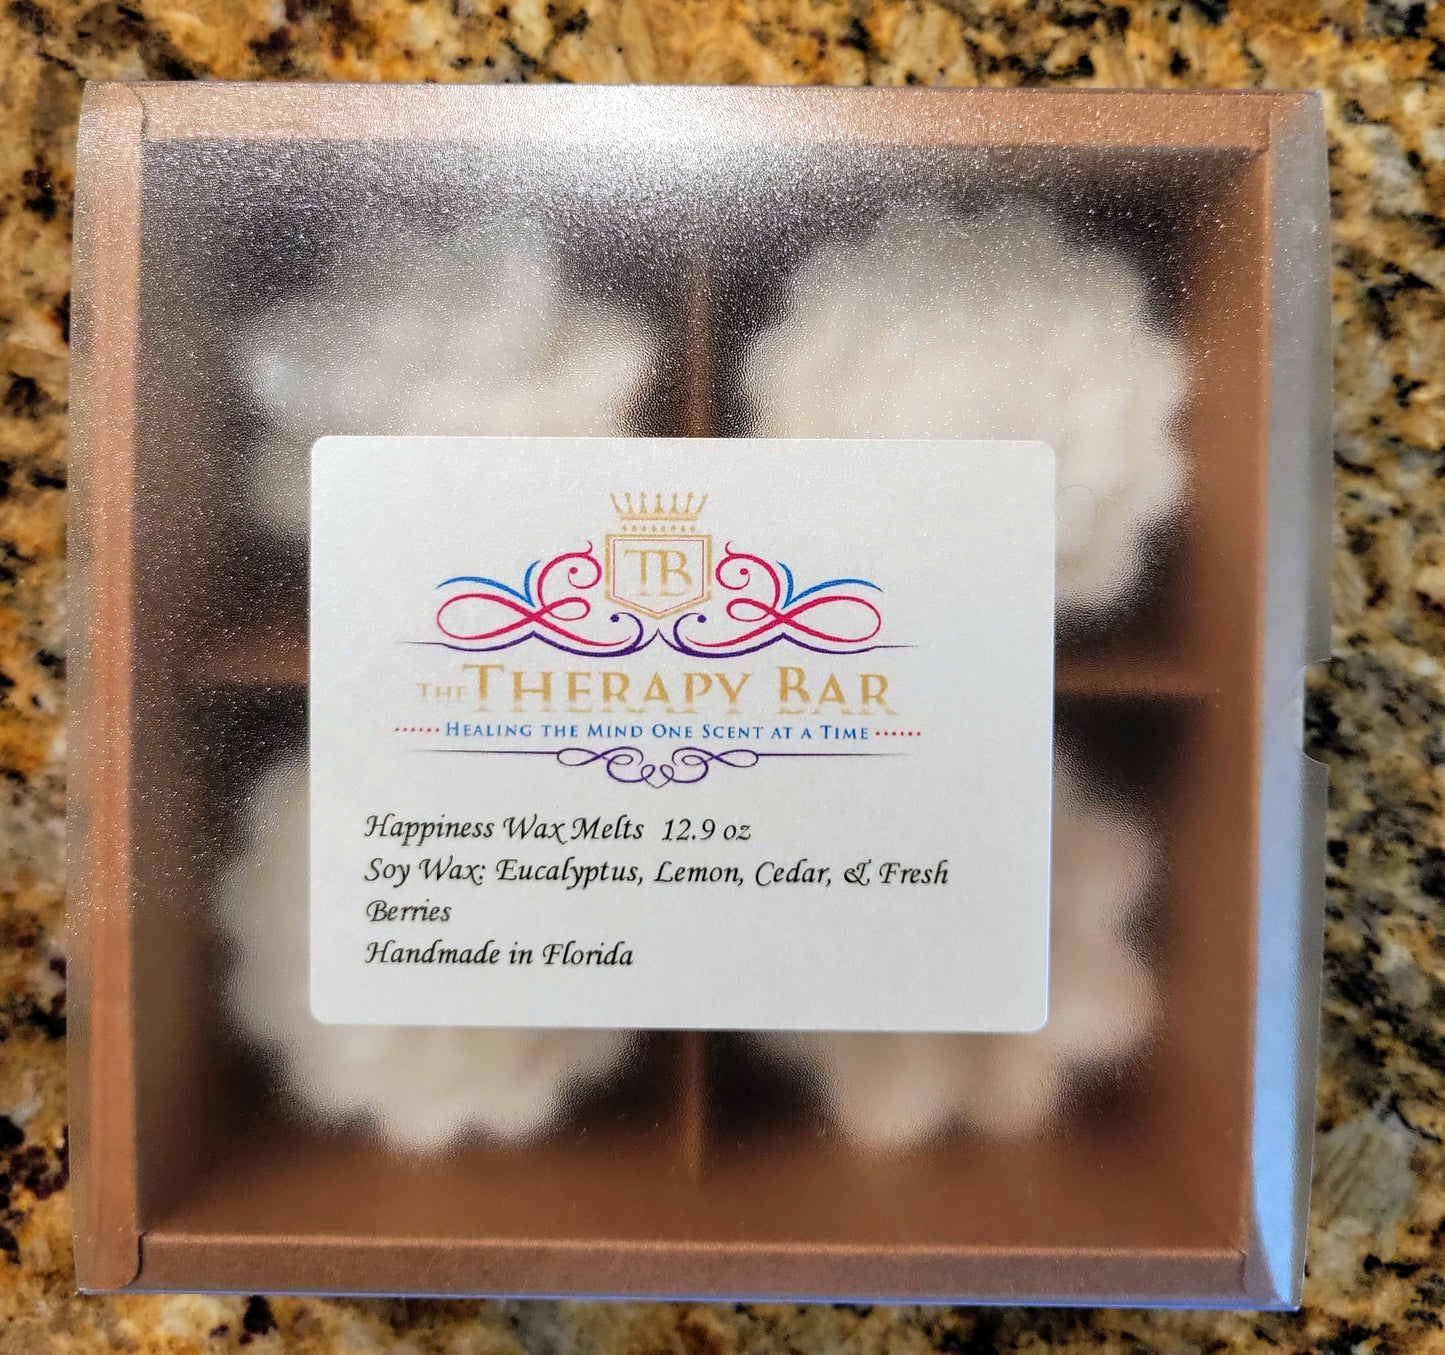 TB
THE THERAPY BAR
HEALING THE MIND ONE SCENT AT A TIME
Happiness Wax Melts 12.9 oz
Soy Wax: Eucalyptus, Lemon, Cedar, & Fresh
Berries
Handmade in Florida